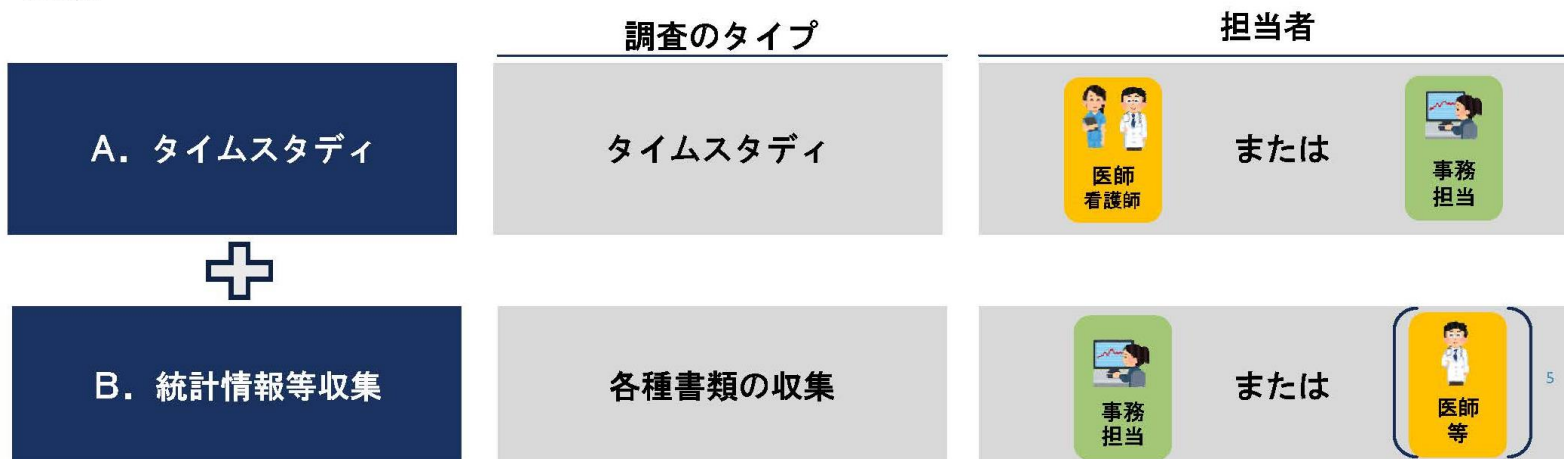 調査のタイプ
担当者
A. タイムスタディ
タイムスタディ
医師
看護師
または
事務
担当
B. 統計情報等収集
各種書類の収集
事務
担当
または
医師
等
5